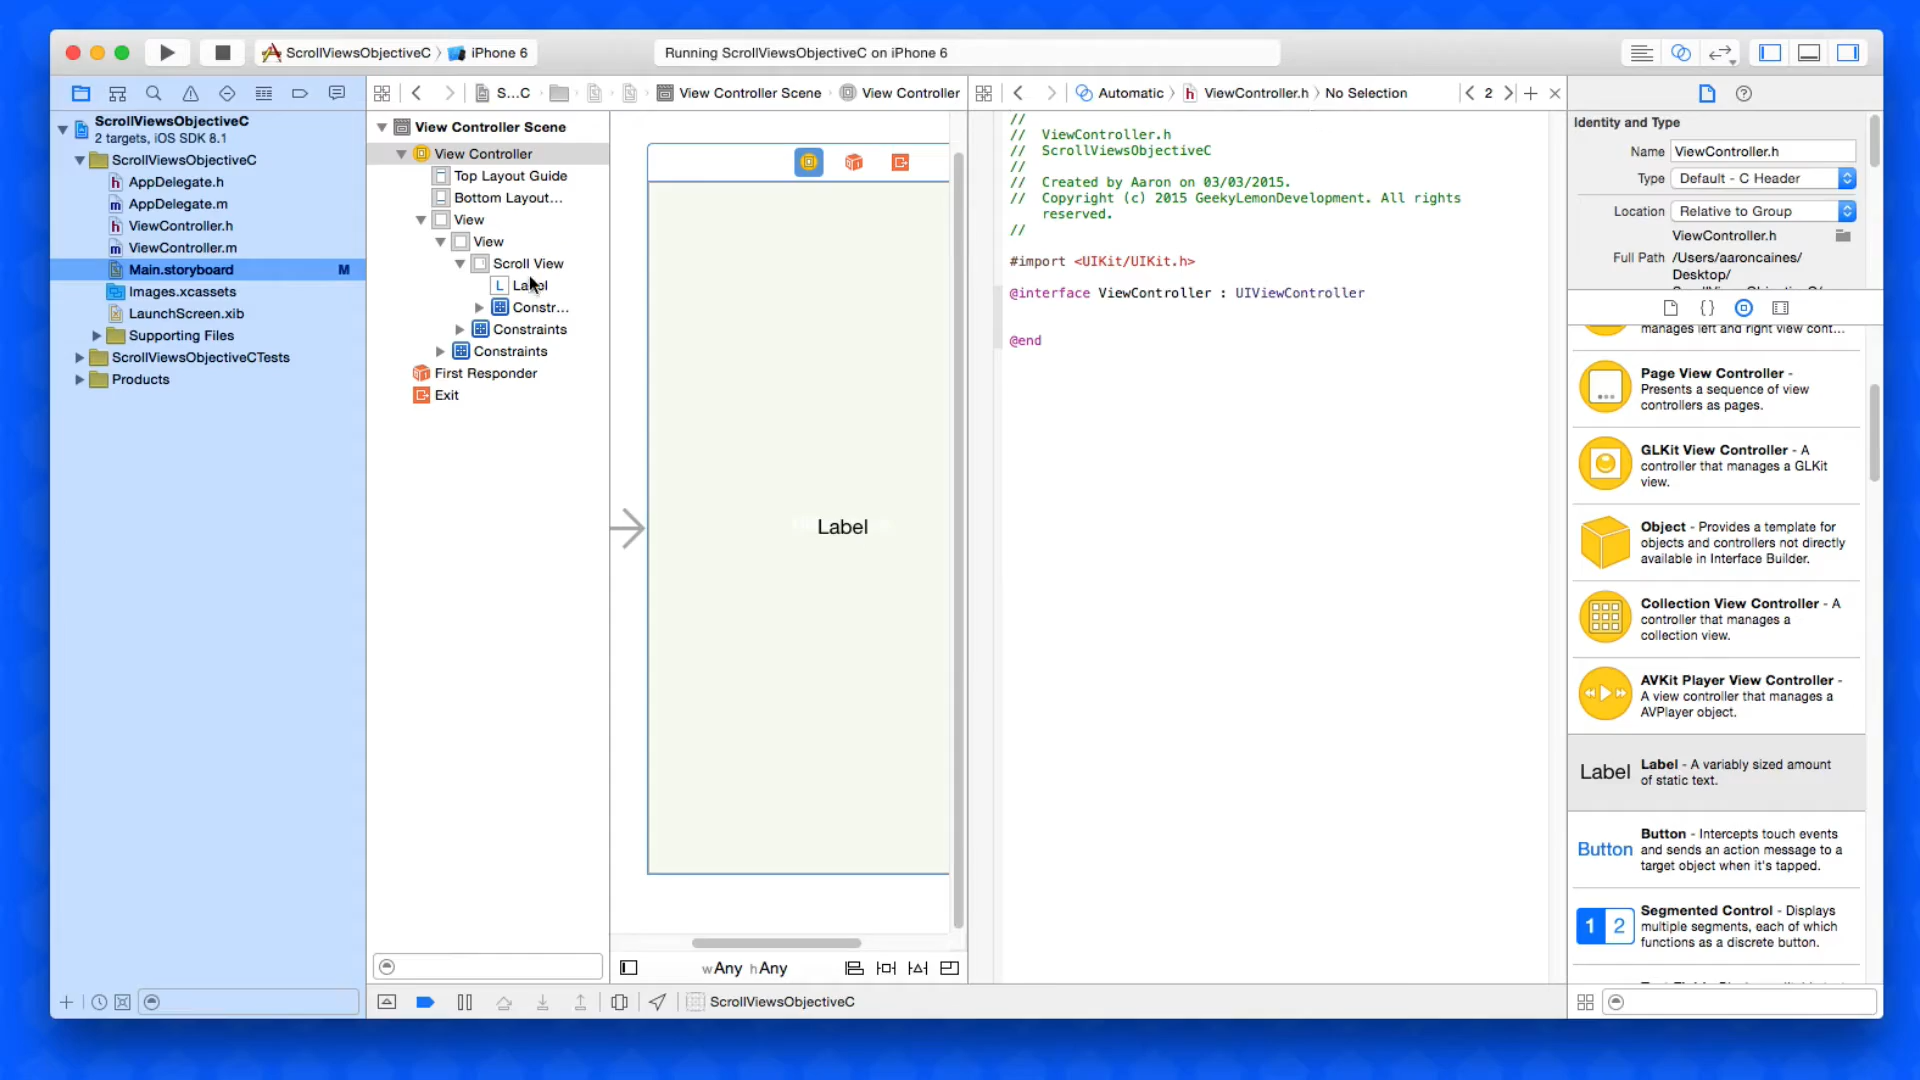 ScrollViewsObjectiveC
iPhone 6
Running ScrollViewsObjectiveC on iPhone 6
S...C
View Controller Scene
View Controller
Automatic
ViewController.h
No Selection
2
ScrollViewsObjectiveC
2 targets, iOS SDK 8.1
ScrollViewsObjectiveC
AppDelegate.h
AppDelegate.m
ViewController.h
ViewController.m
Main.storyboard
M
Images.xcassets
LaunchScreen.xib
Supporting Files
ScrollViewsObjectiveCTests
Products
View Controller Scene
View Controller
Top Layout Guide
Bottom Layout...
View
View
Scroll View
L
Constr...
Constraints
Constraints
First Responder
Exit
Label
wAny hAny
//
// ViewController.h
// ScrollViewsObjectiveC
//
// Created by Aaron on 03/03/2015.
// Copyright (c) 2015 GeekyLemonDevelopment. All rights
reserved.
//
#import <UIKit/UIKit.h>
@interface ViewController : UIViewController
@end
Identity and Type
Name ViewController.h
Type Default - C Header
Location Relative to Group
ViewController.h
Full Path /Users/aaroncaines/
Desktop/
manages left and right view cont...
Page View Controller -
Presents a sequence of view
controllers as pages.
GLKit View Controller - A
controller that manages a GLKit
view.
Object - Provides a template for
objects and controllers not directly
available in Interface Builder.
Collection View Controller - A
controller that manages a
collection view.
AVKit Player View Controller -
A view controller that manages a
AVPlayer object.
Label
Label - A variably sized amount
of static text.
Button
Button - Intercepts touch events
and sends an action message to a
target object when it's tapped.
1 2
Segmented Control - Displays
multiple segments, each of which
functions as a discrete button.
ScrollViewsObjectiveC